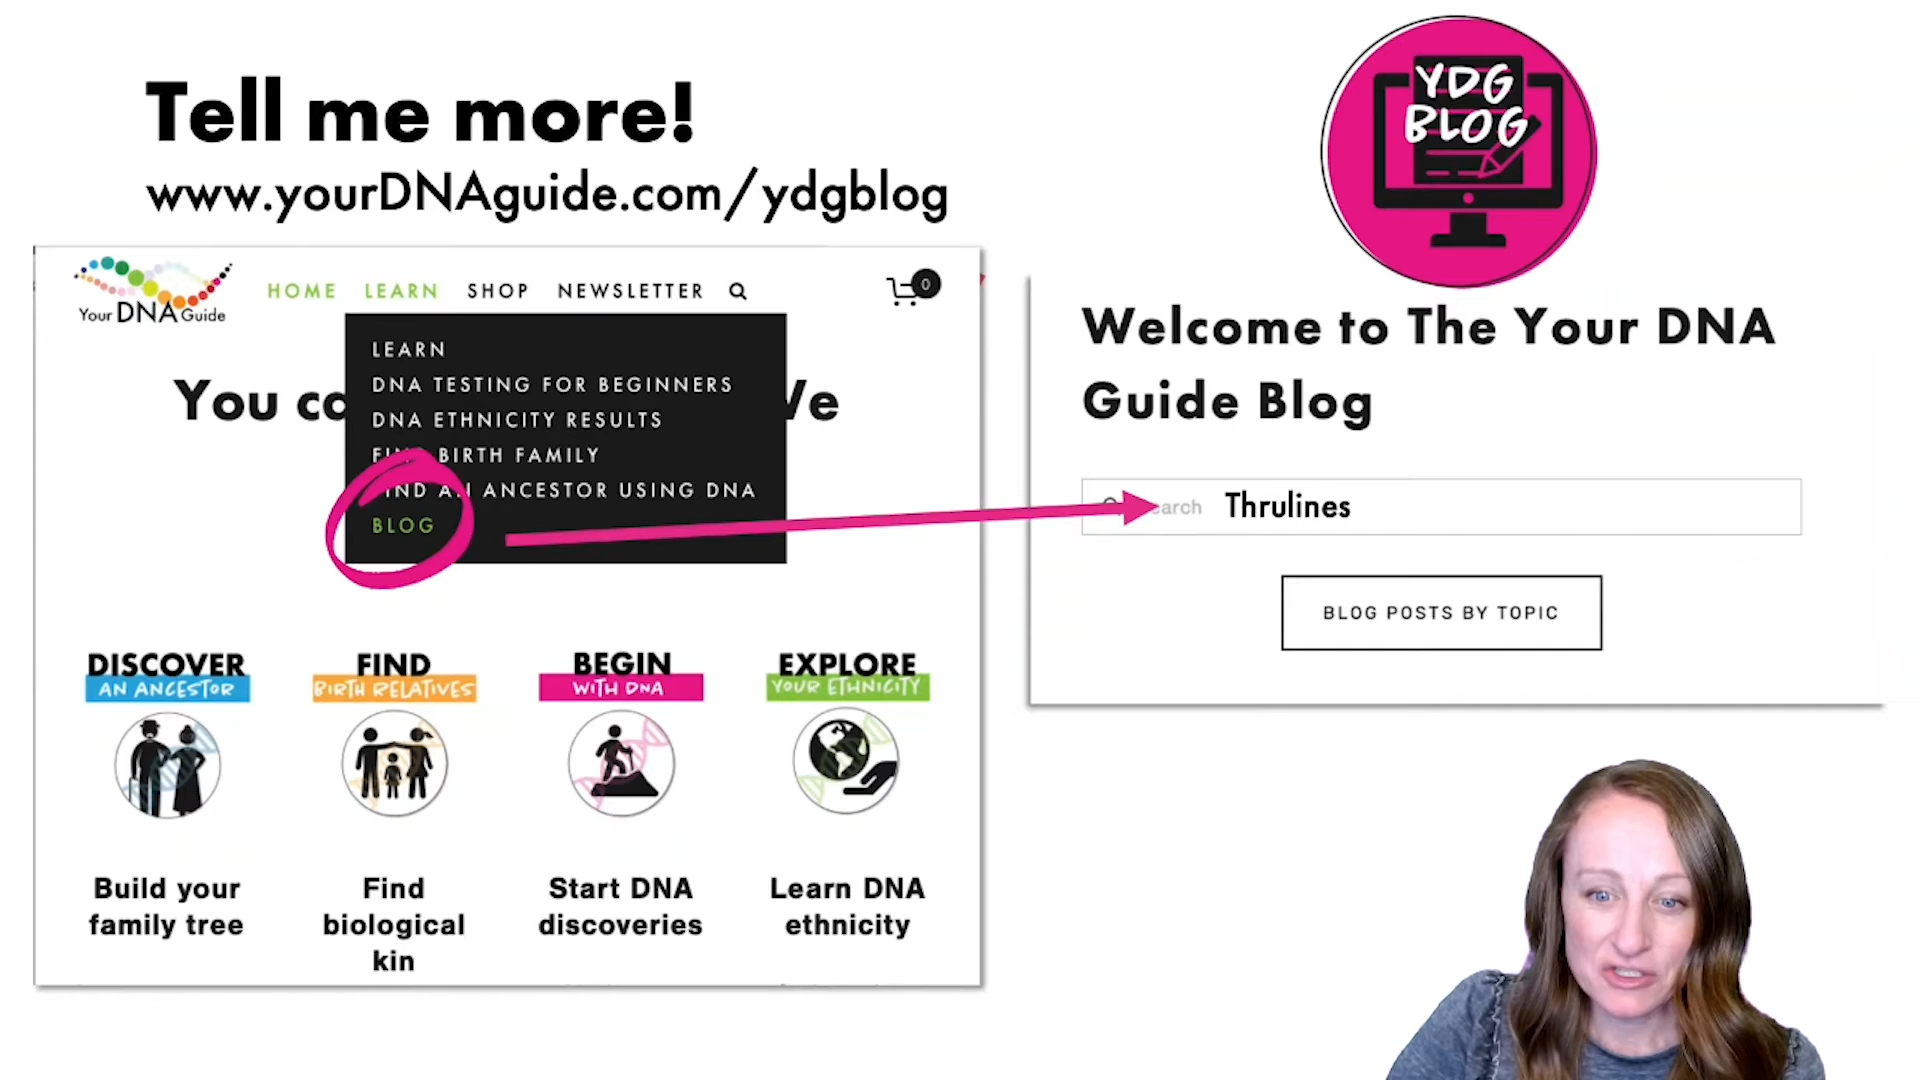 Tell me more!
www.yourDNAguide.com/ydgblog
YDG
BLOG
Your DNA Guide
HOME LEARN SHOP NEWSLETTER
0
LEARN
DNA TESTING FOR BEGINNERS
DNA ETHNICITY RESULTS
FIND BIRTH FAMILY
FIND AN ANCESTOR USING DNA
BLOG
You
DISCOVER
AN ANCESTOR
FIND
BIRTH RELATIVES
BEGIN
WITH DNA
EXPLORE
YOUR ETHNICITY
Build your
family tree
Find
biological
kin
Start DNA
discoveries
Learn DNA
ethnicity
Welcome to The Your DNA
Guide Blog
Thrulines
BLOG POSTS BY TOPIC